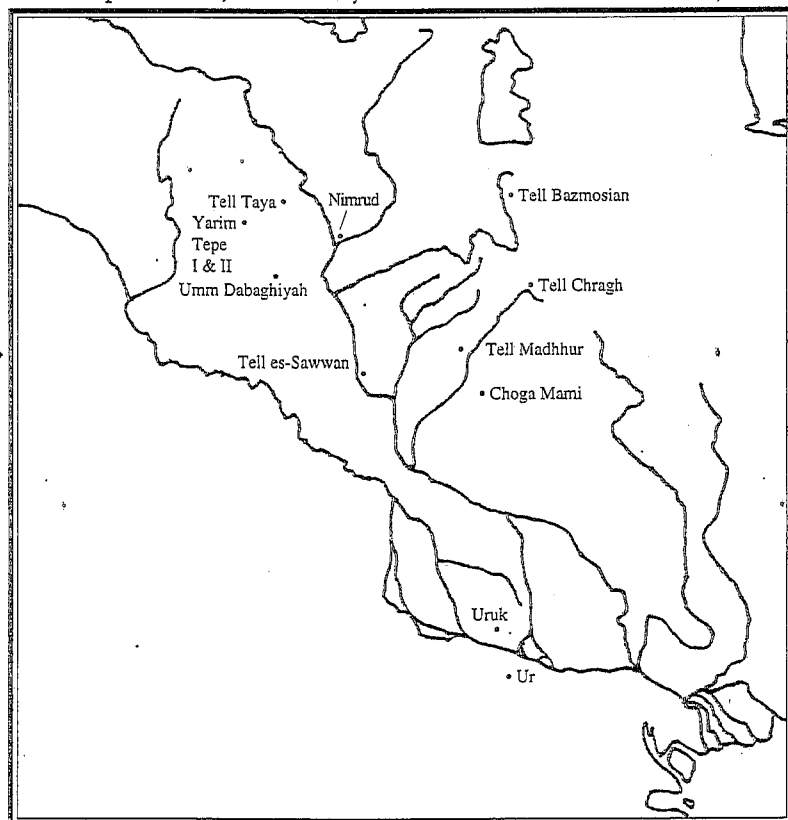 Tell Taya
Nimrud
Tell Bazmosian
Yarim
Tepe
I & II
Umm Dabaghiyah
Tell Chragh
Tell es-Sawwan
Tell Madhhur
Choga Mami
Uruk
Ur